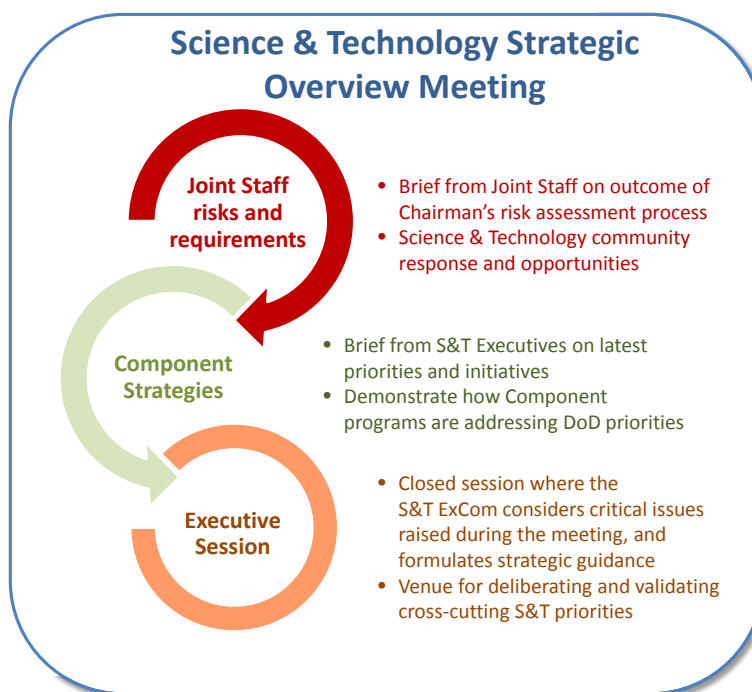 Science & Technology Strategic
Overview Meeting
Joint Staff
risks and
requirements
• Brief from Joint Staff on outcome of
Chairman's risk assessment process
• Science & Technology community
response and opportunities
Component
Strategies
• Brief from S&T Executives on latest
priorities and initiatives
• Demonstrate how Component
programs are addressing DoD priorities
Executive
Session
• Closed session where the
S&T ExCom considers critical issues
raised during the meeting, and
formulates strategic guidance
• Venue for deliberating and validating
cross-cutting S&T priorities